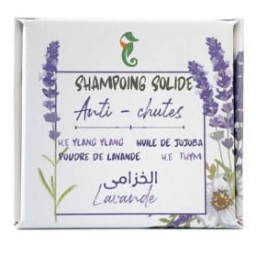 SHAMPOING SOLIDE
Anti - chutes
H.E YLANG YLANG HUILE DE JOJOBA
POUDRE DE LAVANDE H.E THYM
الخزامى
Lavande